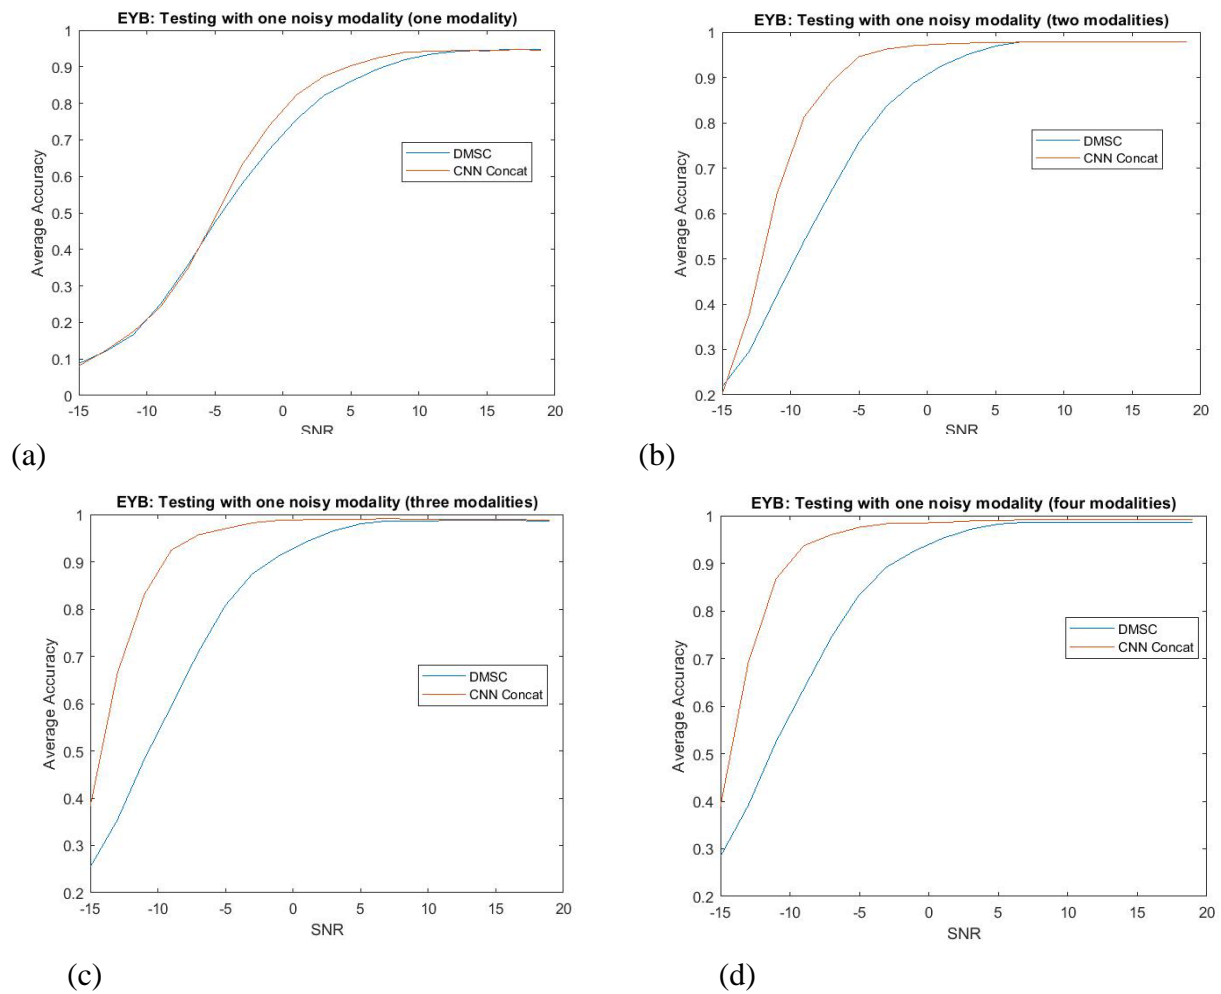 EYB: Testing with one noisy modality (one modality)
1
0.9
0.8
0.7
0.6
0.5
0.4
0.3
0.2
0.1
0
Average Accuracy
DMSC
CNN Concat
-15 -10 -5 0 5 10 15 20
SNR
(a)
EYB: Testing with one noisy modality (two modalities)
1
0.9
0.8
0.7
0.6
0.5
0.4
0.3
0.2
Average Accuracy
DMSC
CNN Concat
-15 -10 -5 0 5 10 15 20
SNR
(b)
EYB: Testing with one noisy modality (three modalities)
1
0.9
0.8
0.7
0.6
0.5
0.4
0.3
0.2
Average Accuracy
DMSC
CNN Concat
-15 -10 -5 0 5 10 15 20
SNR
(c)
EYB: Testing with one noisy modality (four modalities)
1
0.9
0.8
0.7
0.6
0.5
0.4
0.3
0.2
Average Accuracy
DMSC
CNN Concat
-15 -10 -5 0 5 10 15 20
SNR
(d)